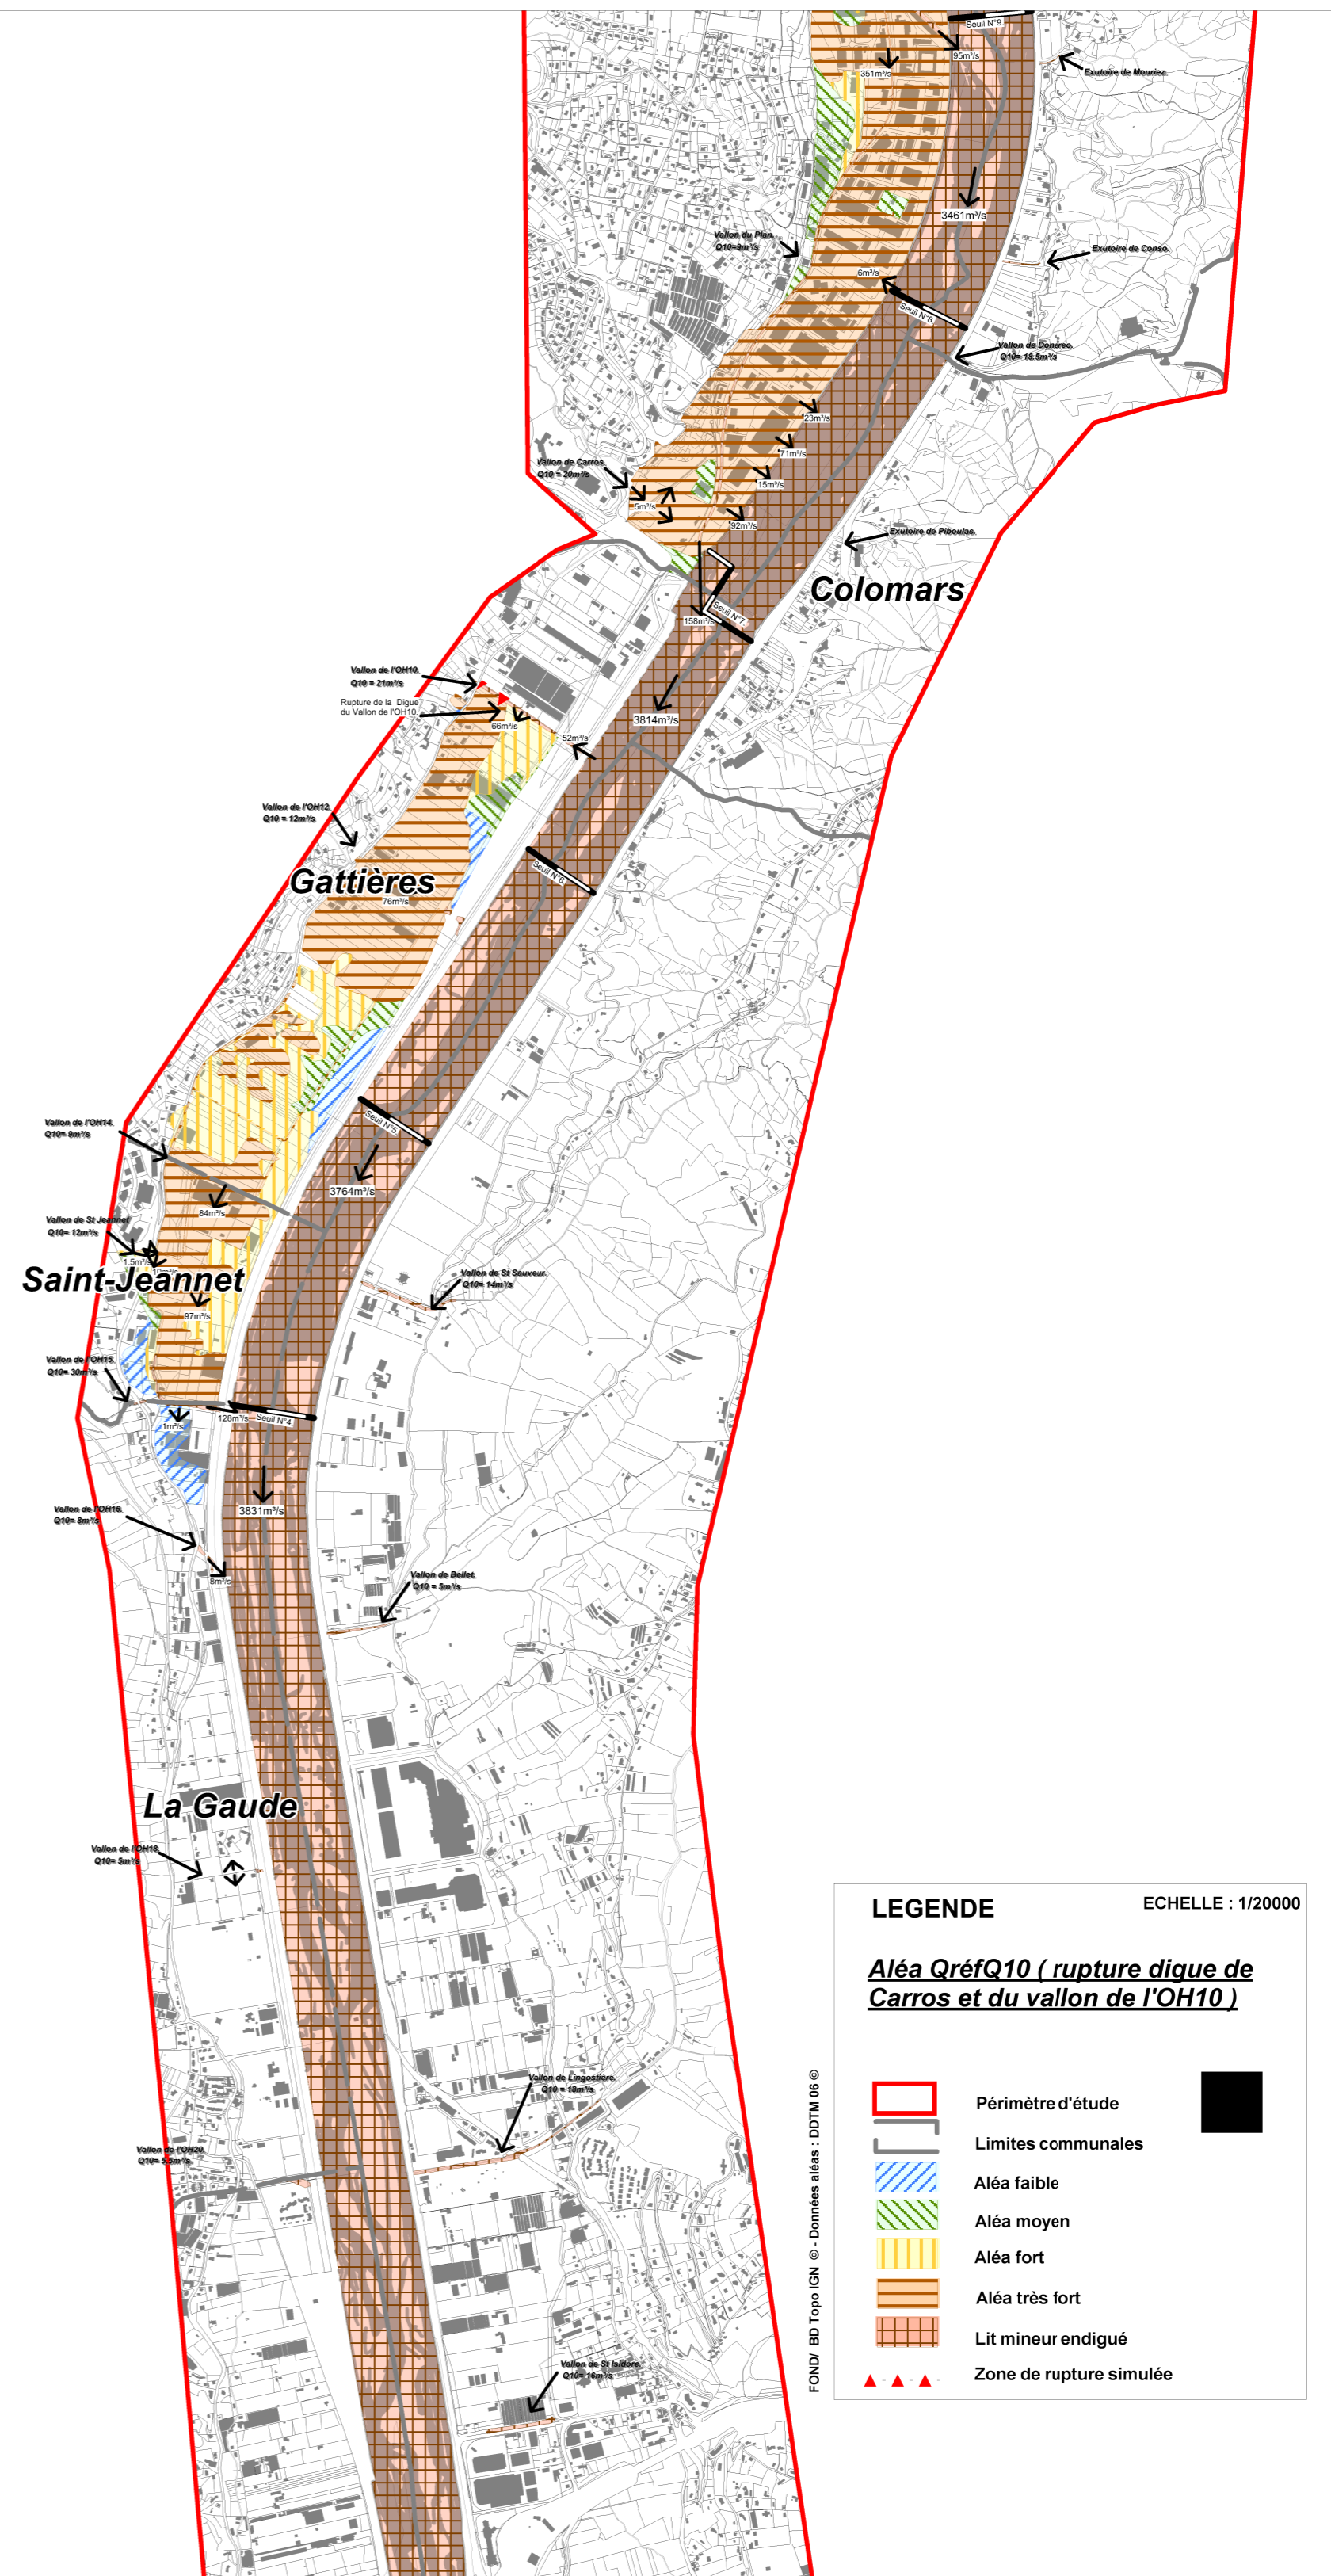 Seuil N°9.
95m³/s
351m³/s
Exutoire de Mouriez.
3461m³/s
Vallon du Plan.
Q10=9m³/s
Exutoire de Conso.
6m³/s
Seuil N°8.
Vallon de Donaréo.
Q10= 18.5m³/s
23m³/s
71m³/s
Vallon de Carros.
Q10 = 20m³/s
15m³/s
5m³/s
92m³/s
Exutoire de Piboulas.
Colomars
Seuil N°7.
158m³/s
Vallon de l'OH10.
Q10 = 21m³/s
Rupture de la Digue
du Vallon de l'OH10.
66m³/s
3814m³/s
52m³/s
Vallon de l'OH12.
Q10 = 12m³/s
Seuil N°6.
Gattières
76m³/s
Seuil N°5.
Vallon de l'OH14.
Q10= 9m³/s
3764m³/s
84m³/s
Vallon de St Jeannet
Q10= 12m³/s
1.5m³/s
10m³/s
Saint-Jeannet
Vallon de St Sauveur.
Q10= 14m³/s
97m³/s
Vallon de l'OH15.
Q10= 30m³/s
128m³/s
Seuil N°4.
1m³/s
3831m³/s
Vallon de l'OH16.
Q10= 8m³/s
8m³/s
Vallon de Bellet.
Q10 = 5m³/s
La Gaude
Vallon de l'OH18.
Q10= 5m³/s
LEGENDE
ECHELLE : 1/20000
Aléa QréfQ10 ( rupture digue de
Carros et du vallon de l'OH10 )
Périmètre d'étude
Limites communales
Aléa faible
Aléa moyen
Aléa fort
Aléa très fort
Lit mineur endigué
Zone de rupture simulée
FOND/ BD Topo IGN © - Données aléas : DDTM 06 ©
Vallon de Lingostière.
Q10 = 18m³/s
Vallon de l'OH20.
Q10= 5.5m³/s
Vallon de St Isidore.
Q10= 16m³/s